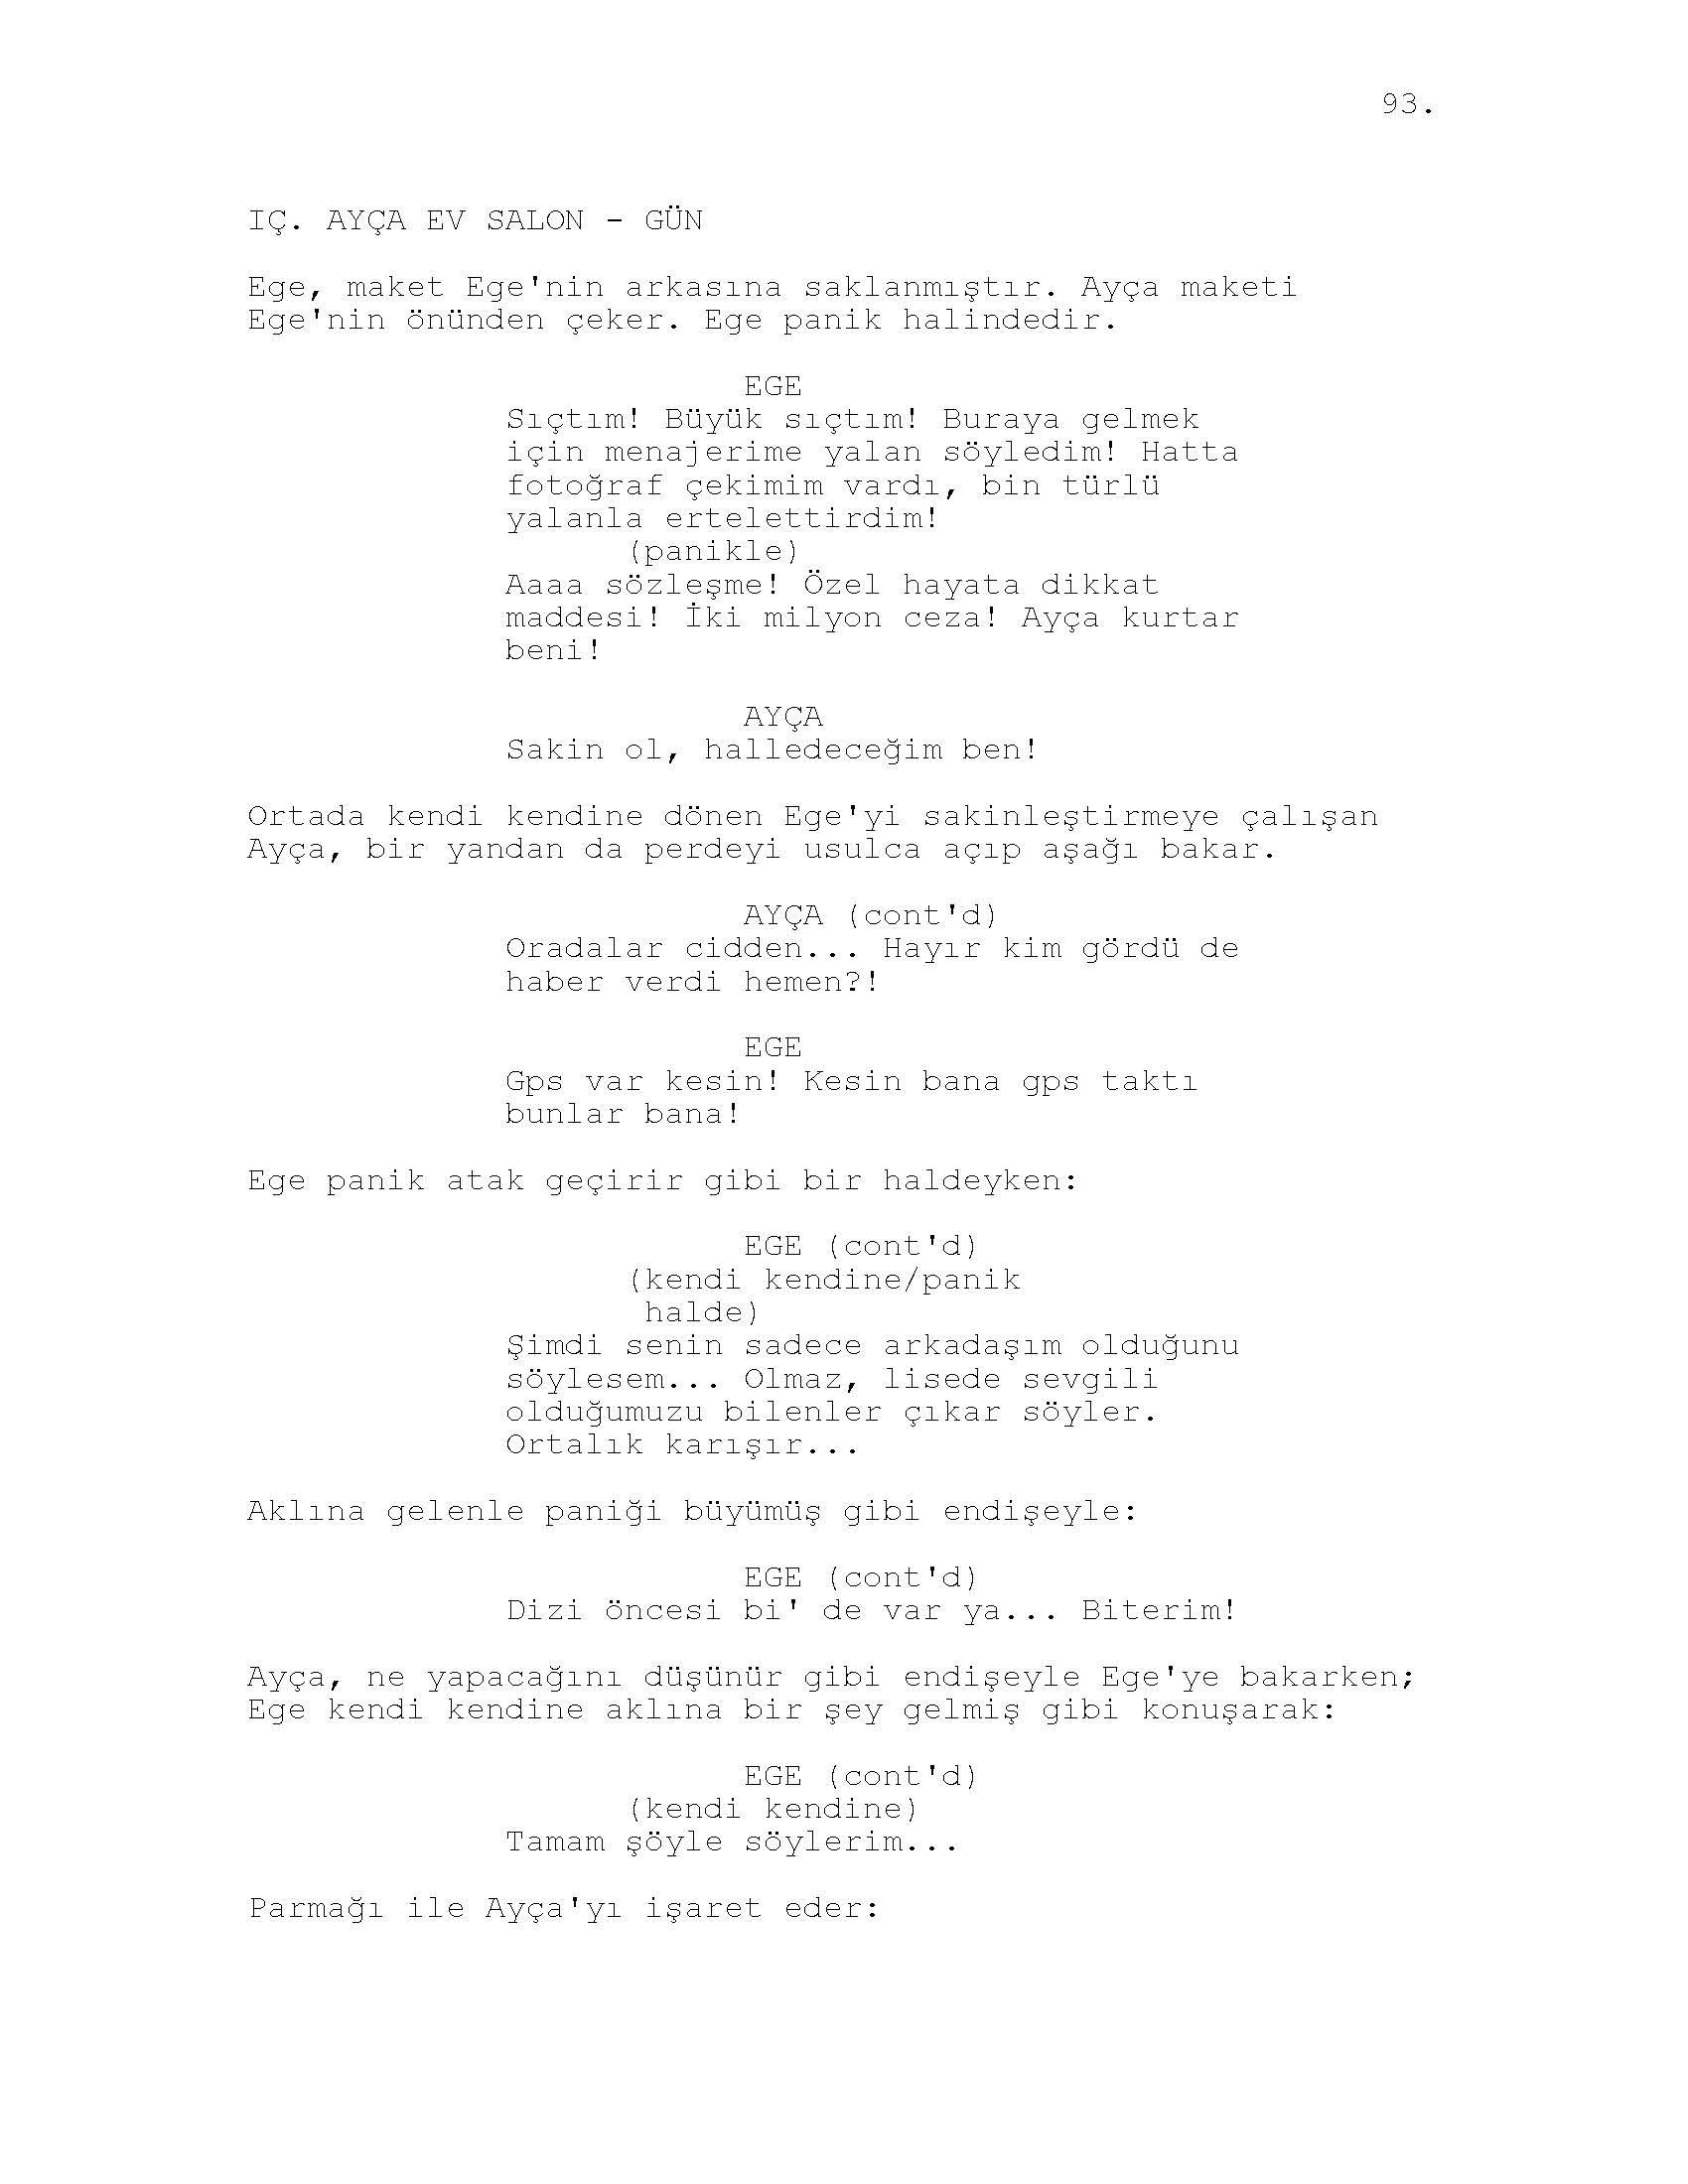 93.
IÇ. AYÇA EV SALON - GÜN
Ege, maket Ege'nin arkasına saklanmıştır. Ayça maketi
Ege'nin önünden çeker. Ege panik halindedir.
EGE
Sıçtım! Büyük sıçtım! Buraya gelmek
için menajerime yalan söyledim! Hatta
fotoğraf çekimim vardı, bin türlü
yalanla ertelettirdim!
(panikle)
Aaaa sözleşme! Özel hayata dikkat
maddesi! İki milyon ceza! Ayça kurtar
beni!
AYÇA
Sakin ol, halledeceğim ben!
Ortada kendi kendine dönen Ege'yi sakinleştirmeye çalışan
Ayça, bir yandan da perdeyi usulca açıp aşağı bakar.
AYÇA (cont'd)
Oradalar cidden... Hayır kim gördü de
haber verdi hemen?!
EGE
Gps var kesin! Kesin bana gps taktı
bunlar bana!
Ege panik atak geçirir gibi bir haldeyken:
EGE (cont'd)
(kendi kendine/panik
halde)
Şimdi senin sadece arkadaşım olduğunu
söylesem... Olmaz, lisede sevgili
olduğumuzu bilenler çıkar söyler.
Ortalık karışır...
Aklına gelenle paniği büyümüş gibi endişeyle:
EGE (cont'd)
Dizi öncesi bi' de var ya... Biterim!
Ayça, ne yapacağını düşünür gibi endişeyle Ege'ye bakarken;
Ege kendi kendine aklına bir şey gelmiş gibi konuşarak:
EGE (cont'd)
(kendi kendine)
Tamam şöyle söylerim...
Parmağı ile Ayça'yı işaret eder: